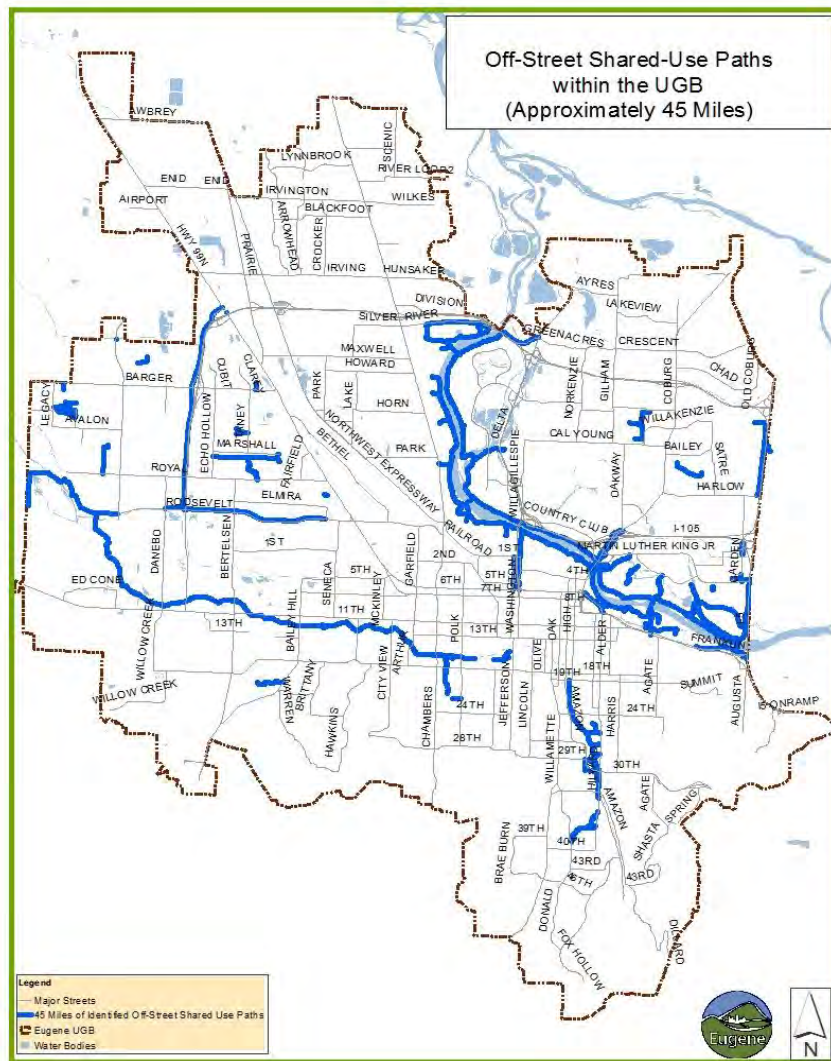 Off-Street Shared-Use Paths
within the UGB
(Approximately 45 Miles)
AWBREY
LYNNBROOK
SCENIC
RIVER LOOP 2
ENID
ENID
IRVINGTON
WILKES
AIRPORT
BLACKFOOT
ARROWHEAD
CROCKER
HWY 99N
PRAIRIE
IRVING
HUNSAKER
AYRES
DIVISION
LAKEVIEW
SILVER
RIVER
GREENACRES
CRESCENT
MAXWELL
HOWARD
CHAD
OLD COBURG
BARGER
CUBIT
CLAREY
PARK
LAKE
HORN
NORKENZIE
GILHAM
COBURG
LEGACY
AVALON
ECHO HOLLOW
MARSHALL
FAIRFIELD
BETHEL
NORTHWEST EXPRESSWAY
PARK
DELTA
WILLAGILLESPIE
CAL YOUNG
WILLAKENZIE
BAILEY
SATRE
ROYAL
OAKWAY
HARLOW
ROOSEVELT
ELMIRA
RAILROAD
COUNTRY CLUB
I-105
DANEBO
BERTELSEN
1ST
SENECA
GARFIELD
2ND
1ST
MARTIN LUTHER KING JR
GARDEN
ED CONE
5TH
MCKINLEY
6TH
5TH
7TH
WASHINGTON
4TH
8TH
WILLOW CREEK
13TH
BAILEY HILL
11TH
POLK
13TH
OAK
HIGH
ALDER
FRANKLIN
CITY VIEW
ARTHUR
OLIVE
18TH
19TH
AGATE
SUMMIT
WILLOW CREEK
WARREN
BRITTANY
HAWKINS
CHAMBERS
24TH
JEFFERSON
LINCOLN
AMAZON
HARRIS
24TH
AUGUSTA
28TH
WILLAMETTE
29TH
HILYARD
30TH
AMAZON
AGATE
SPRING
BRAE BURN
39TH
40TH
SHASTA
43RD
43RD
46TH
DONALD
FOX HOLLOW
DILLARD
Legend
Major Streets
45 Miles of Identified Off-Street Shared Use Paths
Eugene UGB
Water Bodies
Eugene
N